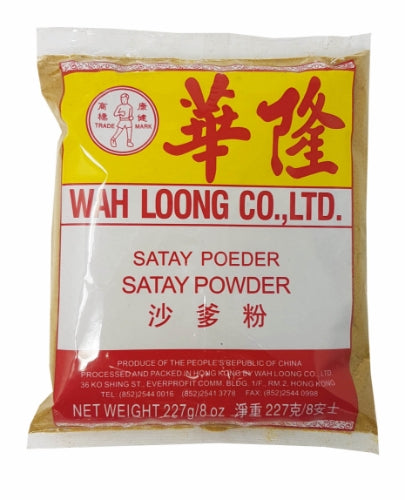 商 康
標 健
TRADE MARK
華隆
WAH LOONG CO.,LTD.
SATAY POEDER
SATAY POWDER
沙爹粉
PRODUCE OF THE PEOPLE'S REPUBLIC OF CHINA
PROCESSED AND PACKED IN HONG KONG BY WAH LOONG CO., LTD.
36 KO SHING ST., EVERPROFIT COMM. BLDG. 1/F., RM. 2, HONG KONG
TEL: (852)2544 0016 (852)2541 3778 FAX: (852)2544 0998
NET WEIGHT 227g/8 oz 淨重 227克/8安士